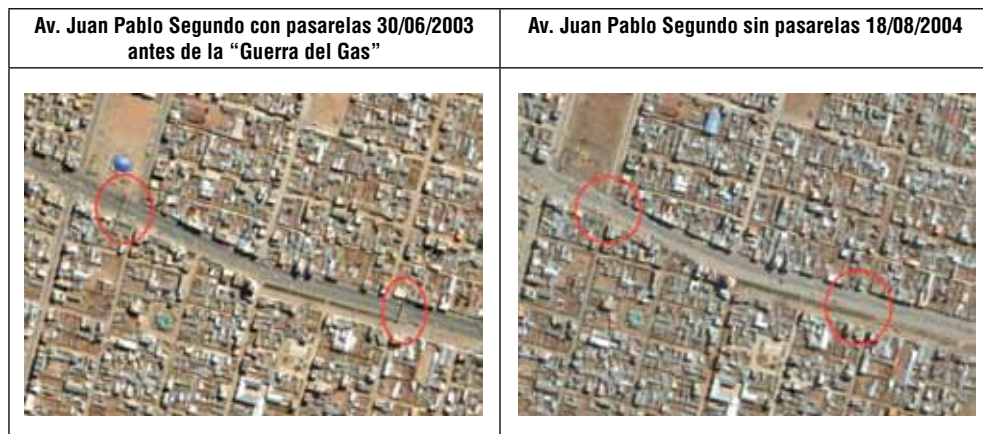 Av. Juan Pablo Segundo con pasarelas 30/06/2003
antes de la “Guerra del Gas”
Av. Juan Pablo Segundo sin pasarelas 18/08/2004